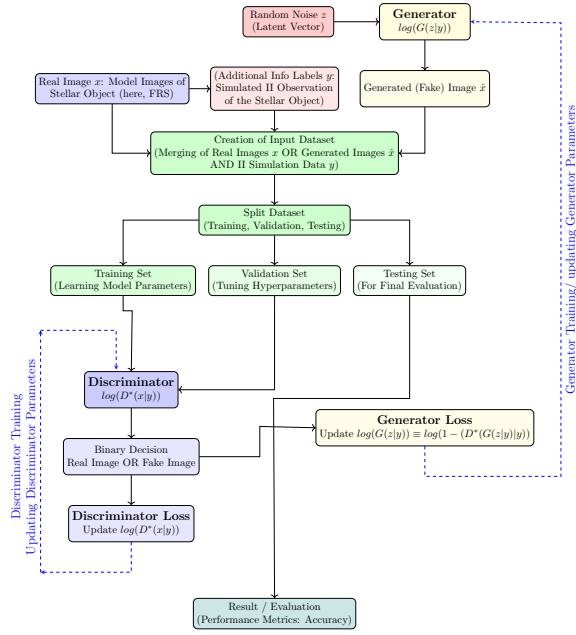 Random Noise z
(Latent Vector)
Generator
log(G(z|y))
Real Image x: Model Images of
Stellar Object (here, FRS)
(Additional Info Labels y:
Simulated II Observation
of the Stellar Object)
Generated (Fake) Image x̂
Creation of Input Dataset
(Merging of Real Images x OR Generated Images x̂
AND II Simulation Data y)
Split Dataset
(Training, Validation, Testing)
Training Set
(Learning Model Parameters)
Validation Set
(Tuning Hyperparameters)
Testing Set
(For Final Evaluation)
Discriminator
log(D*(x|y))
Generator Loss
Update log(G(z|y)) ≡ log(1 − (D*(G(z|y)|y))
Binary Decision
Real Image OR Fake Image
Discriminator Loss
Update log(D*(x|y))
Result / Evaluation
(Performance Metrics: Accuracy)
Discriminator Training
Updating Discriminator Parameters
Generator Training/ updating Generator Parameters